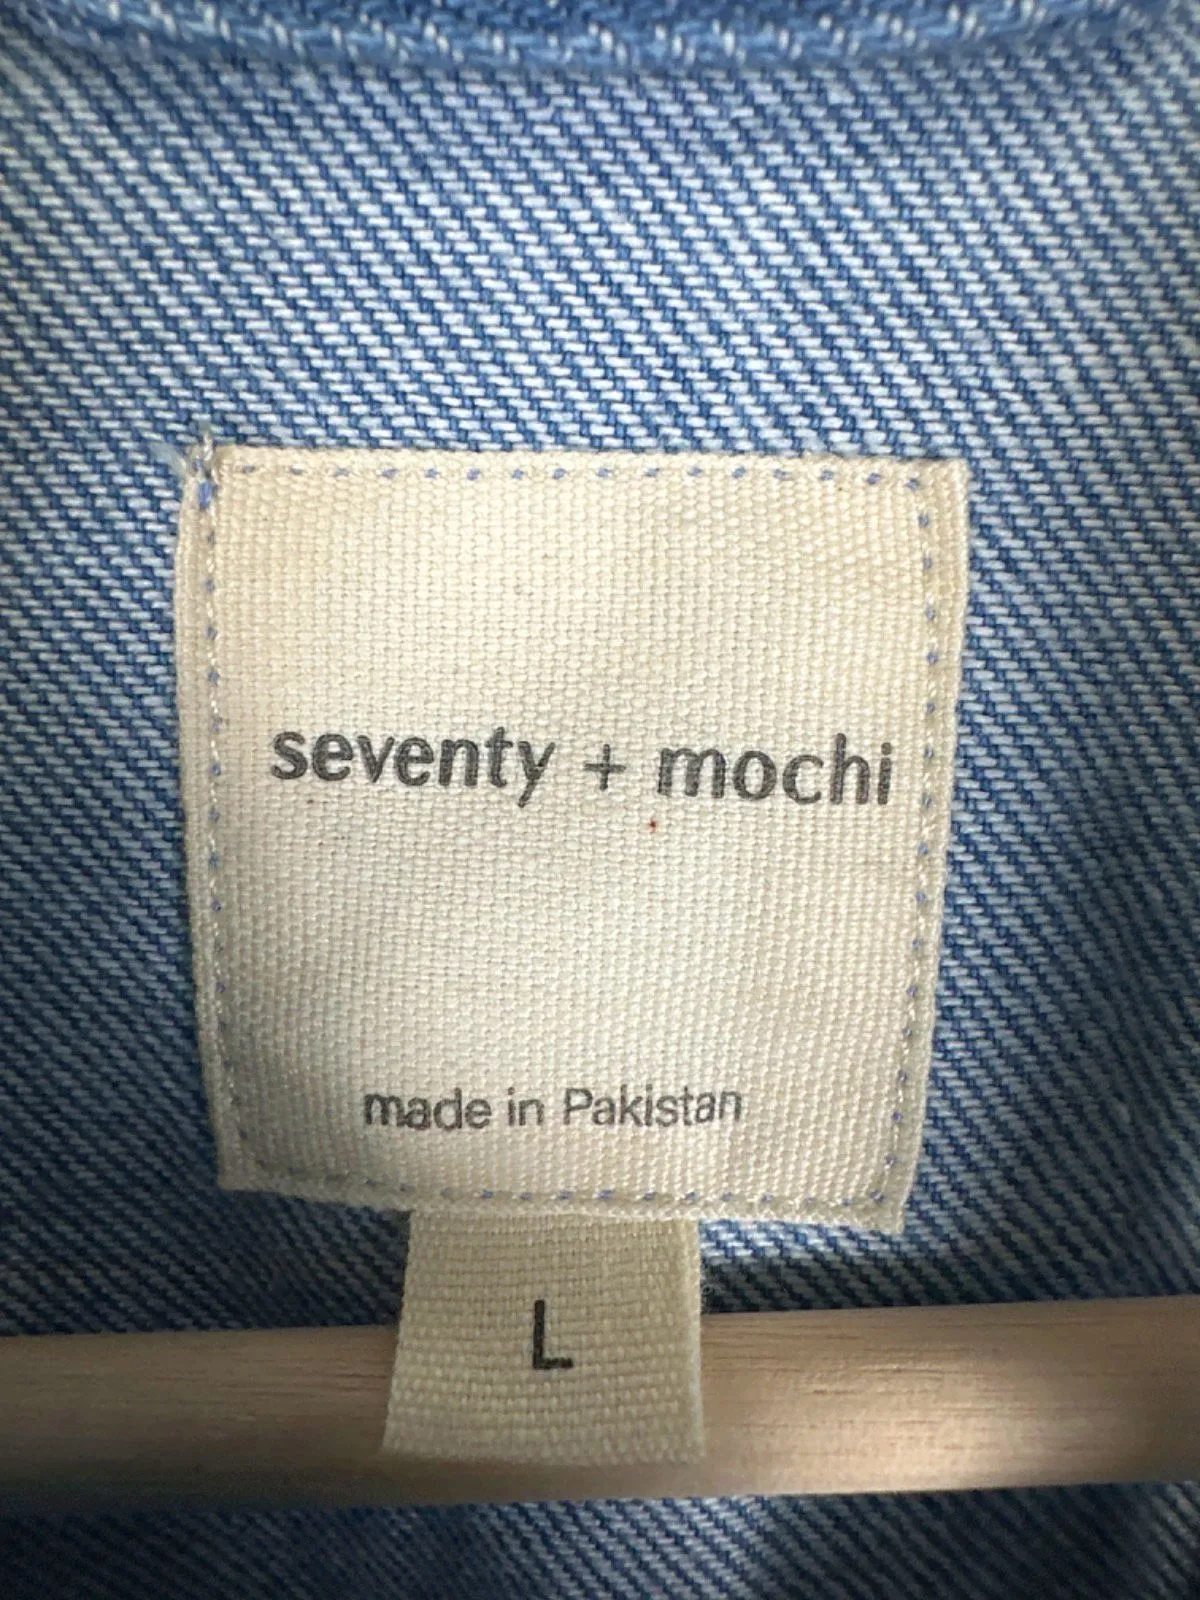 seventy + mochi
made in Pakistan
L